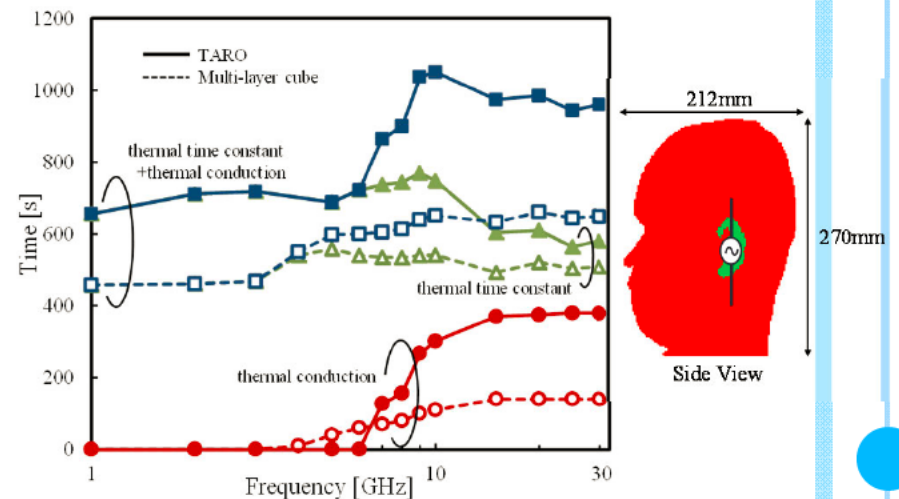 1200
1000
800
600
400
200
0
Time [s]
TARO
Multi-layer cube
thermal time constant
+thermal conduction
thermal time constant
thermal conduction
1
10
30
Frequency [GHz]
212mm
270mm
~
Side View